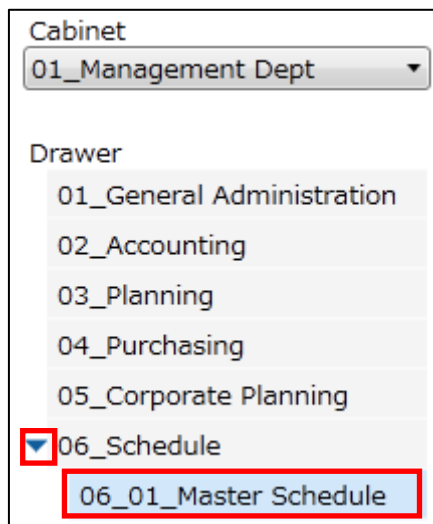 Cabinet
01_Management Dept
Drawer
01_General Administration
02_Accounting
03_Planning
04_Purchasing
05_Corporate Planning
06_Schedule
06_01_Master Schedule